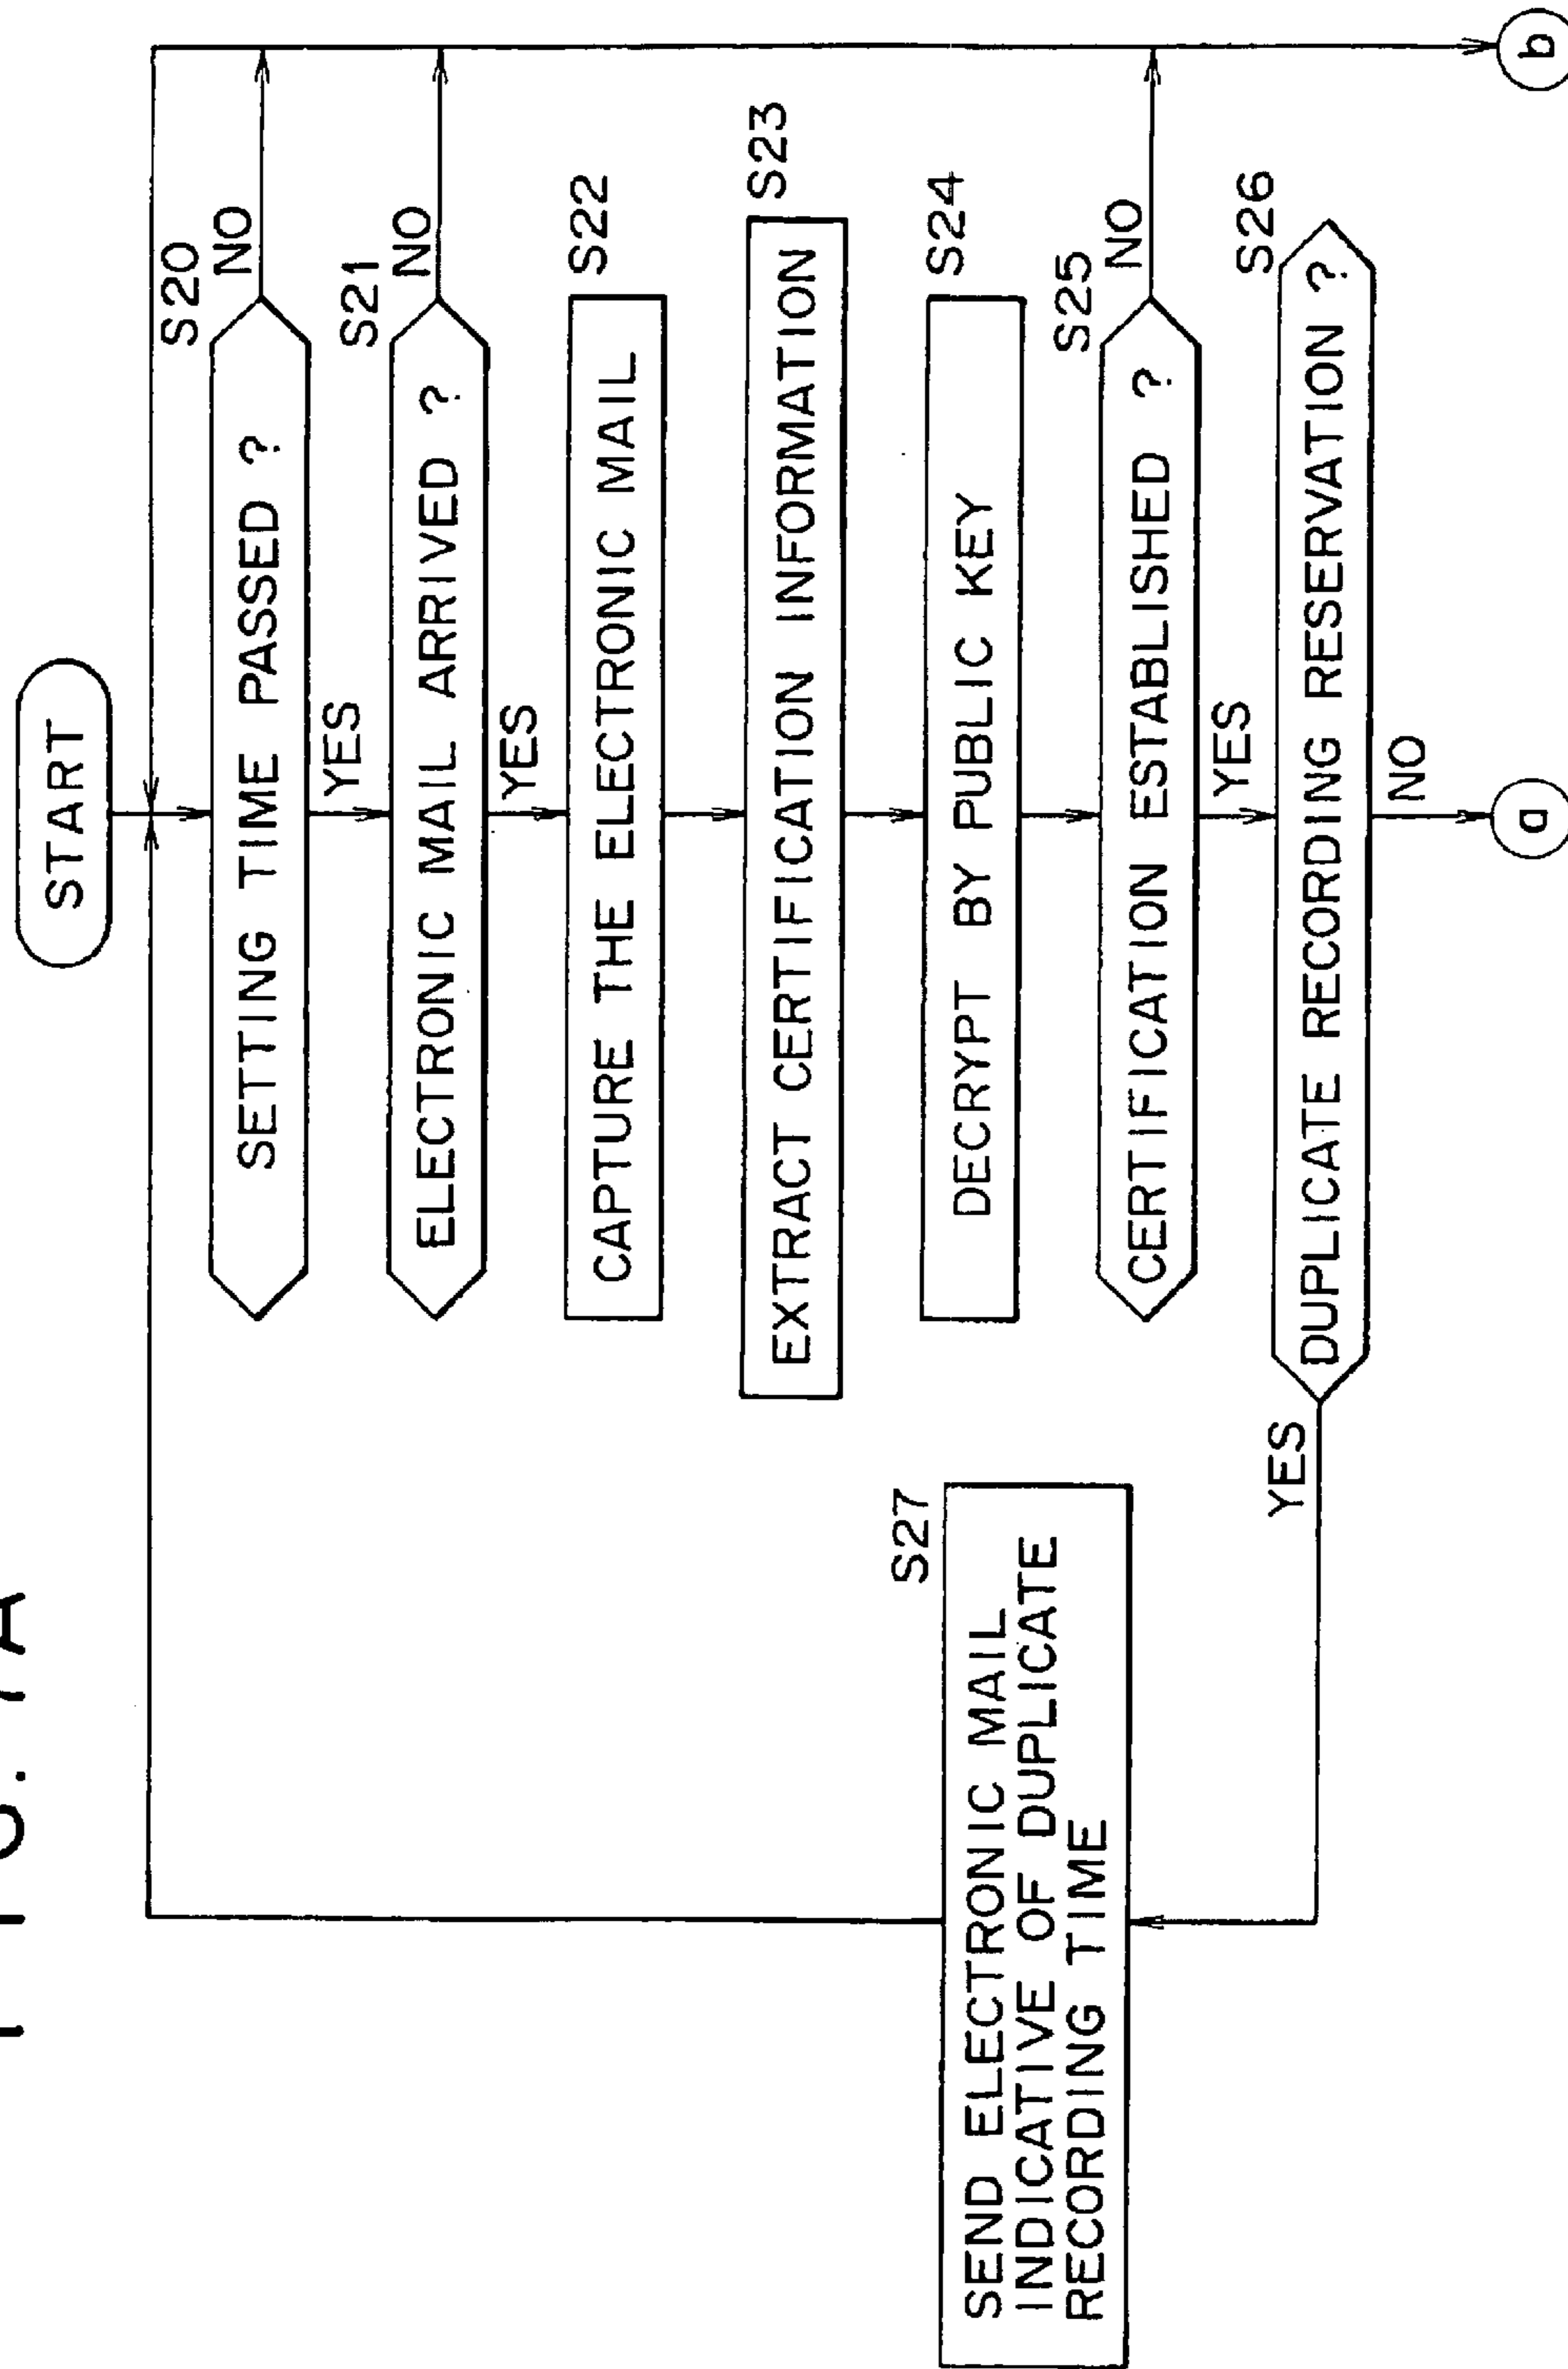 START
S20
SETTING TIME PASSED ?
NO
YES
S21
ELECTRONIC MAIL ARRIVED ?
NO
YES
S22
CAPTURE THE ELECTRONIC MAIL
S23
EXTRACT CERTIFICATION INFORMATION
S24
DECRYPT BY PUBLIC KEY
S25
CERTIFICATION ESTABLISHED ?
NO
YES
S26
DUPLICATE RECORDING RESERVATION ?
YES
NO
S27
SEND ELECTRONIC MAIL
INDICATIVE OF DUPLICATE
RECORDING TIME
a
b